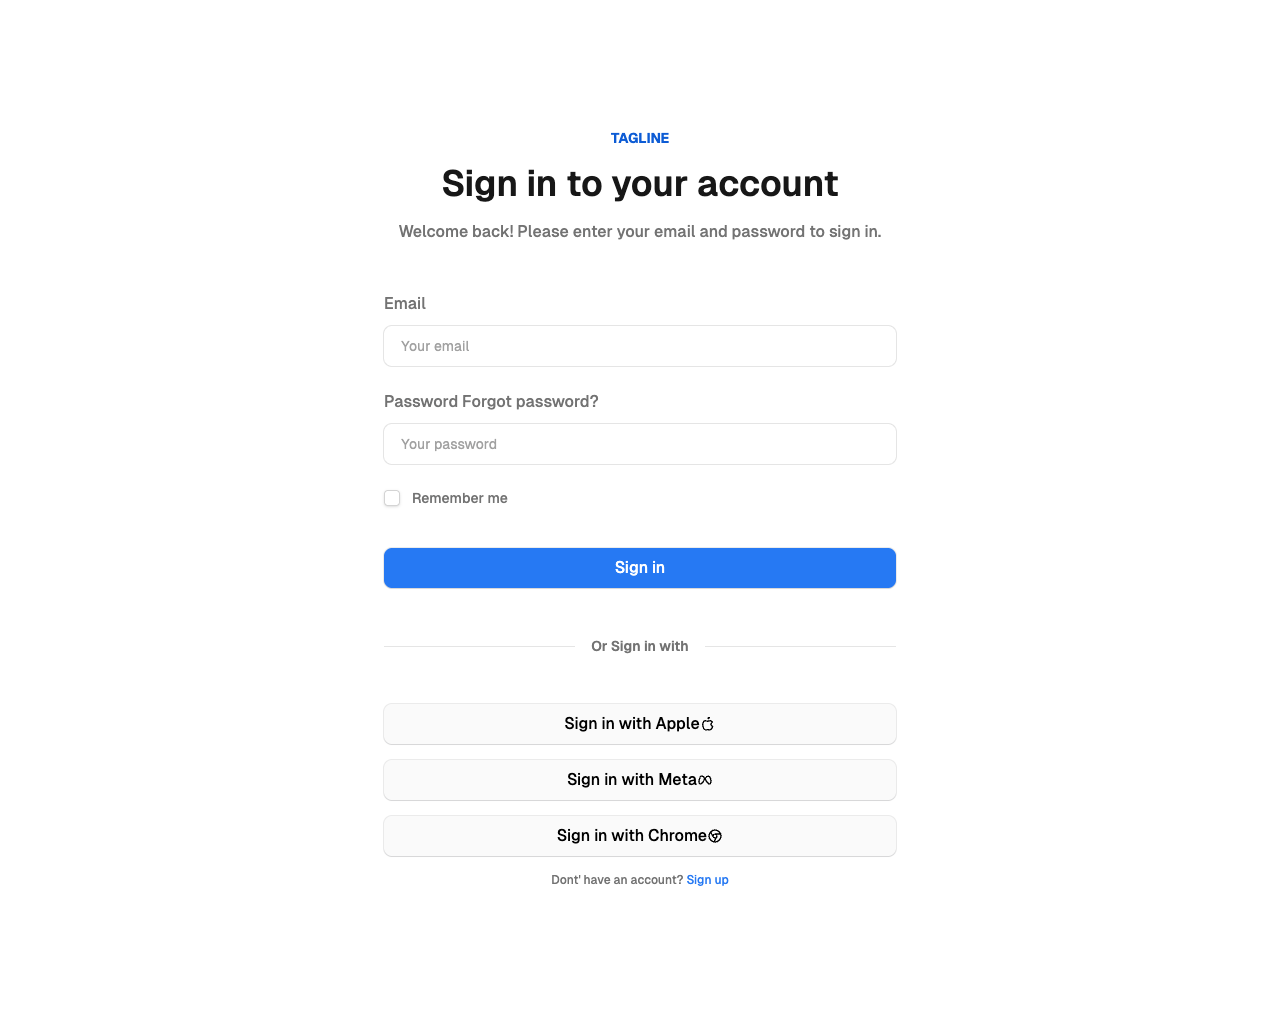 TAGLINE
Sign in to your account
Welcome back! Please enter your email and password to sign in.
Email
Your email
Password Forgot password?
Your password
Remember me
Sign in
Or Sign in with
Sign in with Apple
Sign in with Meta
Sign in with Chrome
Dont' have an account? Sign up